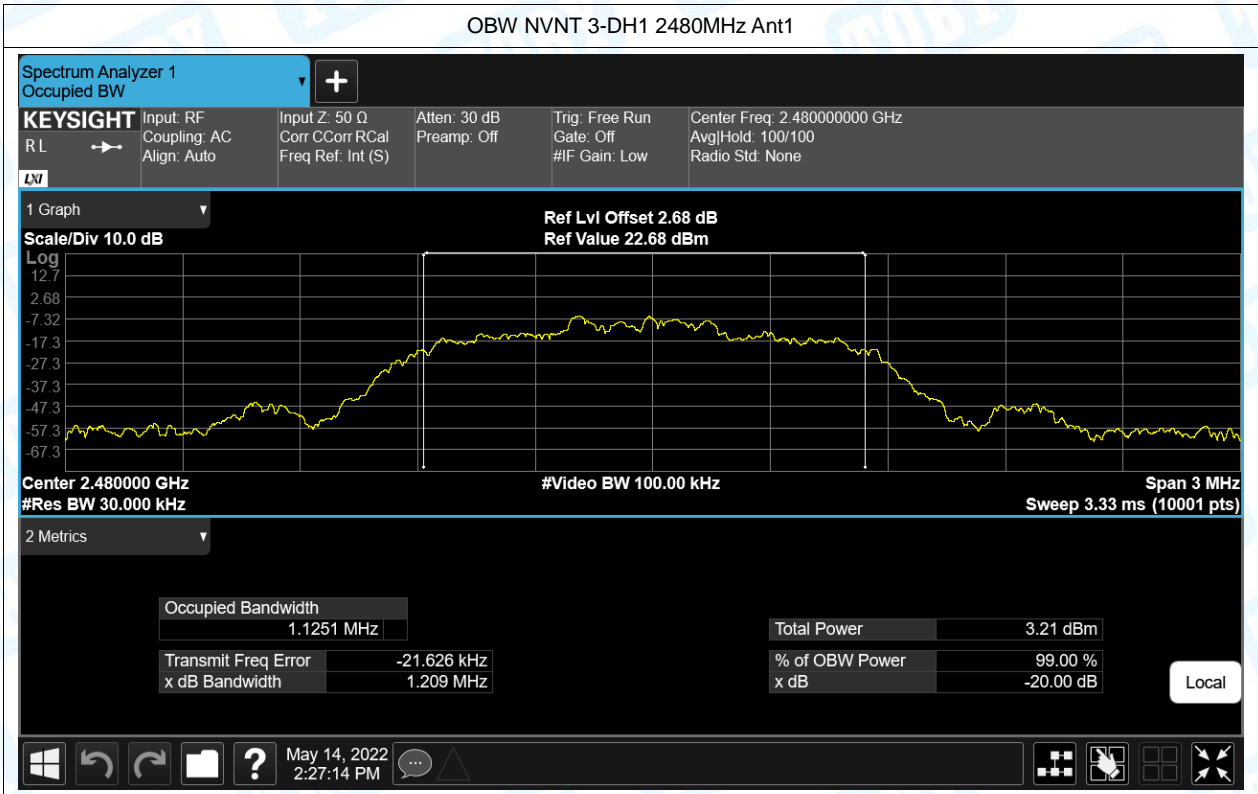 OBW NVNT 3-DH1 2480MHz Ant1
Spectrum Analyzer 1
Occupied BW
KEYSIGHT
R L
LXI
Input: RF
Coupling: AC
Align: Auto
Input Z: 50 Ω
Corr CCorr RCal
Freq Ref: Int (S)
Atten: 30 dB
Preamp: Off
Trig: Free Run
Gate: Off
#IF Gain: Low
Center Freq: 2.480000000 GHz
Avg|Hold: 100/100
Radio Std: None
1 Graph
Scale/Div 10.0 dB
Ref Lvl Offset 2.68 dB
Ref Value 22.68 dBm
Log
12.7
2.68
-7.32
-17.3
-27.3
-37.3
-47.3
-57.3
-67.3
Center 2.480000 GHz
#Res BW 30.000 kHz
#Video BW 100.00 kHz
Span 3 MHz
Sweep 3.33 ms (10001 pts)
2 Metrics
Occupied Bandwidth
1.1251 MHz
Transmit Freq Error -21.626 kHz
x dB Bandwidth 1.209 MHz
Total Power 3.21 dBm
% of OBW Power 99.00 %
x dB -20.00 dB
Local
?
May 14, 2022
2:27:14 PM